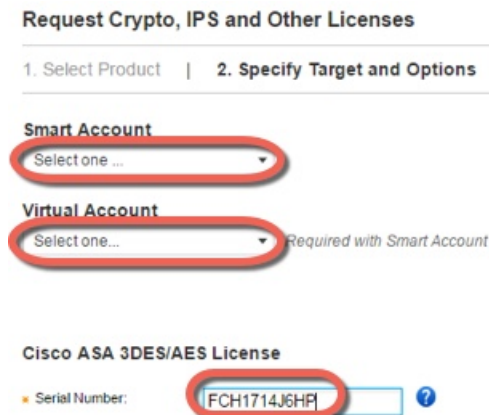 Request Crypto, IPS and Other Licenses
1. Select Product | 2. Specify Target and Options
Smart Account
Select one ...
Virtual Account
Select one... Required with Smart Account
Cisco ASA 3DES/AES License
Serial Number: FCH1714J6HP ?